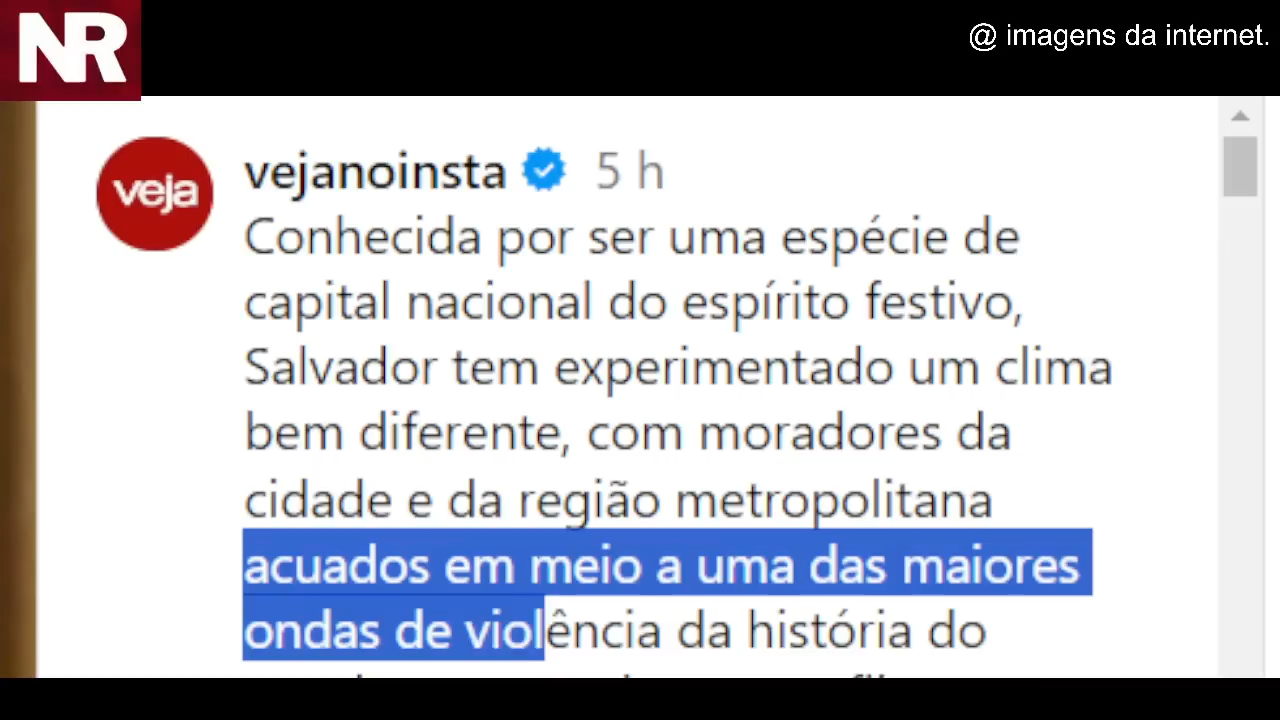 NR
@ imagens da internet.
veja
vejanoinsta 5 h
Conhecida por ser uma espécie de
capital nacional do espírito festivo,
Salvador tem experimentado um clima
bem diferente, com moradores da
cidade e da região metropolitana
acuados em meio a uma das maiores
ondas de violência da história do